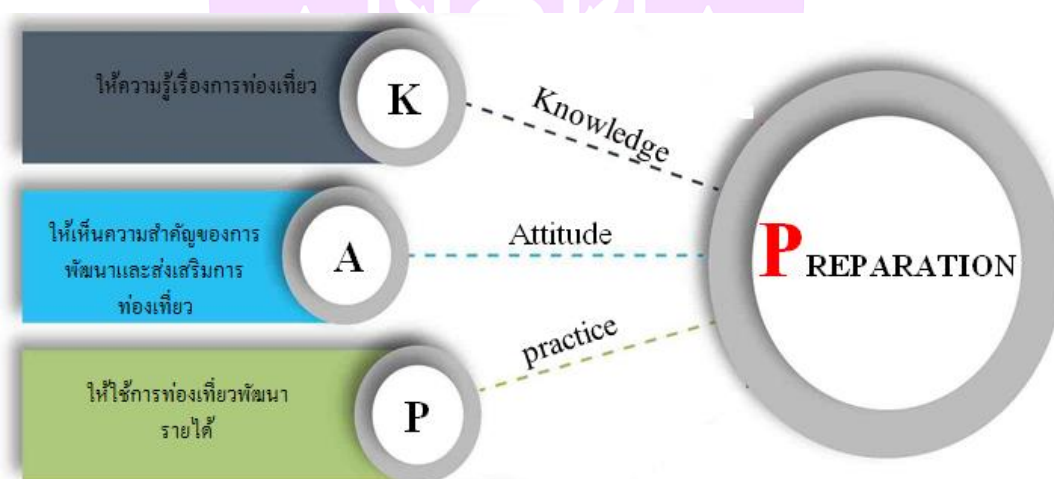 ให้ความรู้เรื่องการท่องเที่ยว
K
Knowledge
ให้เห็นความสำคัญของการ
พัฒนาและส่งเสริมการ
ท่องเที่ยว
A
Attitude
PREPARATION
ให้ใช้การท่องเที่ยวพัฒนา
รายได้
P
practice